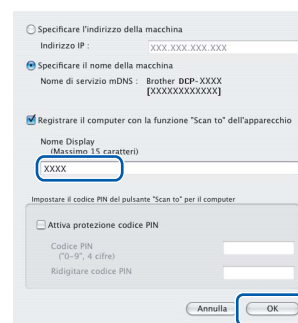 Specificare l'indirizzo della macchina
Indirizzo IP : XXX.XXX.XXX.XXX
Specificare il nome della macchina
Nome di servizio mDNS : Brother DCP-XXXX
[XXXXXXXXXXXX]
Registrare il computer con la funzione "Scan to" dell'apparecchio
Nome Display
(Massimo 15 caratteri)
XXXX
Impostare il codice PIN del pulsante "Scan to" per il computer
Attiva protezione codice PIN
Codice PIN
("0-9", 4 cifre)
Ridigitare codice PIN
Annulla OK